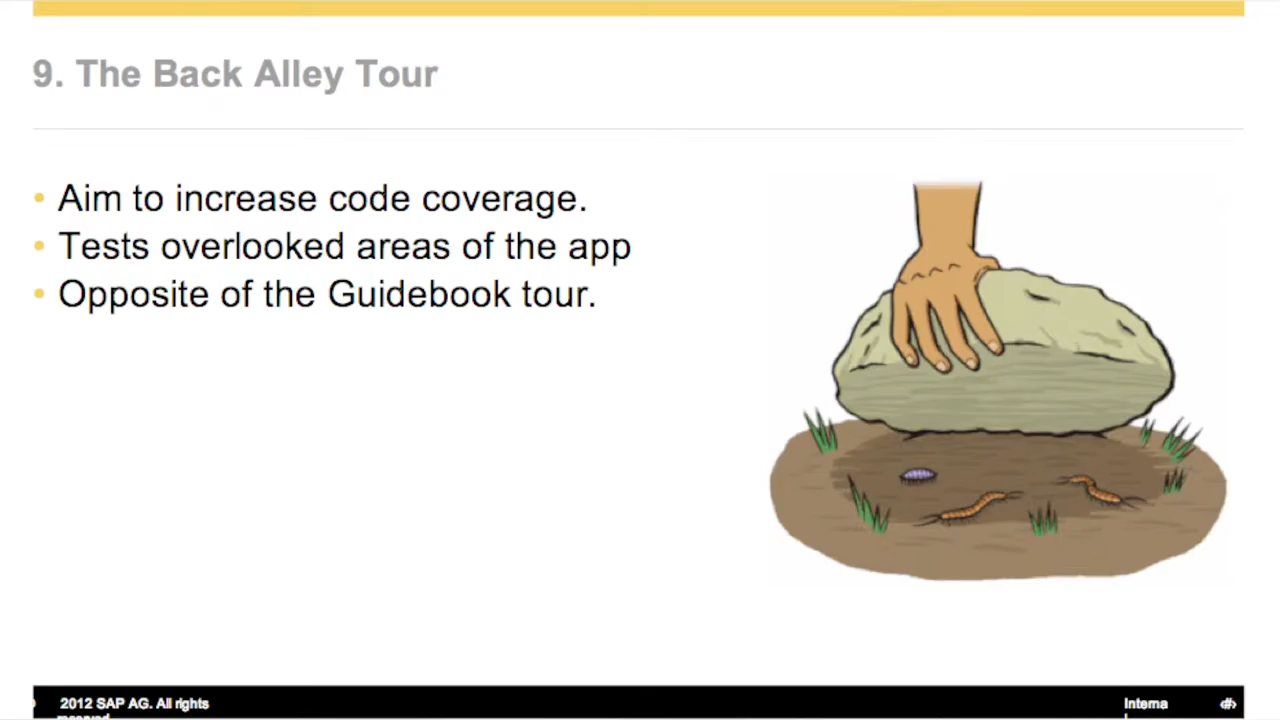 9. The Back Alley Tour
• Aim to increase code coverage.
• Tests overlooked areas of the app
• Opposite of the Guidebook tour.
2012 SAP AG. All rights
reserved
Interna
l
‹#›